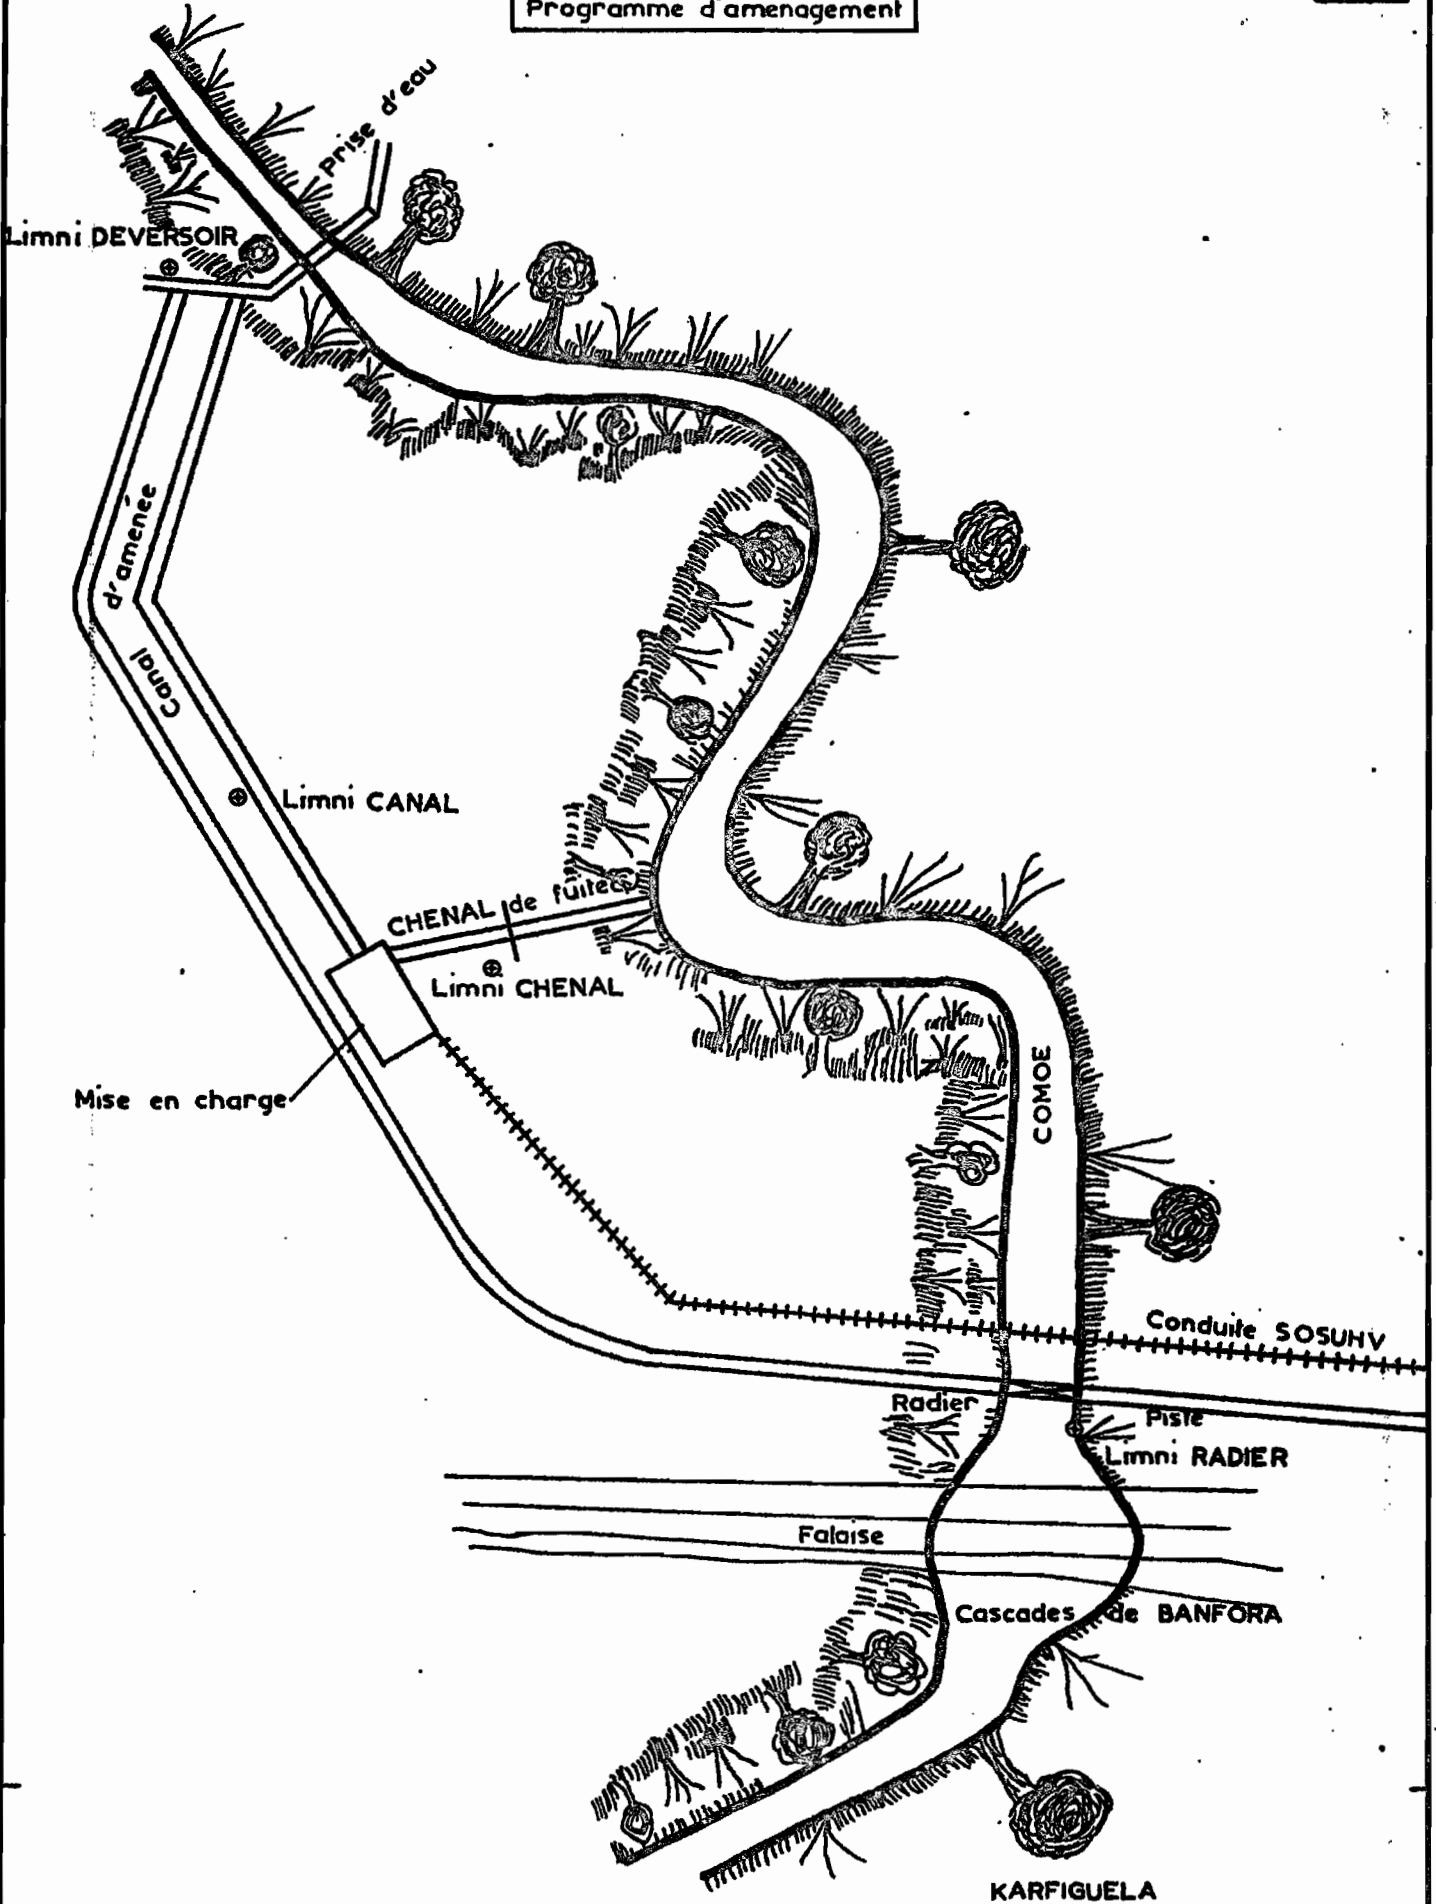 Programme d'amenagement
Prise d'eau
Limni DEVERSOIR
Canal d'amenée
Limni CANAL
CHENAL de fuite
Limni CHENAL
Mise en charge
COMOE
Conduite SOSUHV
Radier
Piste
Limni RADIER
Falaise
Cascades de BANFORA
KARFIGUELA